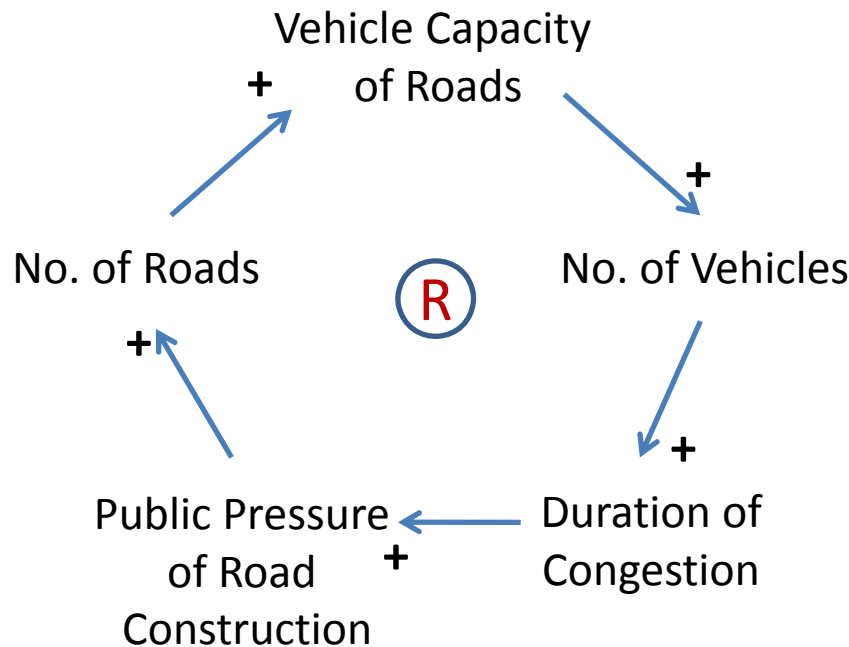 Vehicle Capacity
of Roads
+
+
No. of Roads
No. of Vehicles
R
+
+
Public Pressure
of Road
Construction
+
Duration of
Congestion